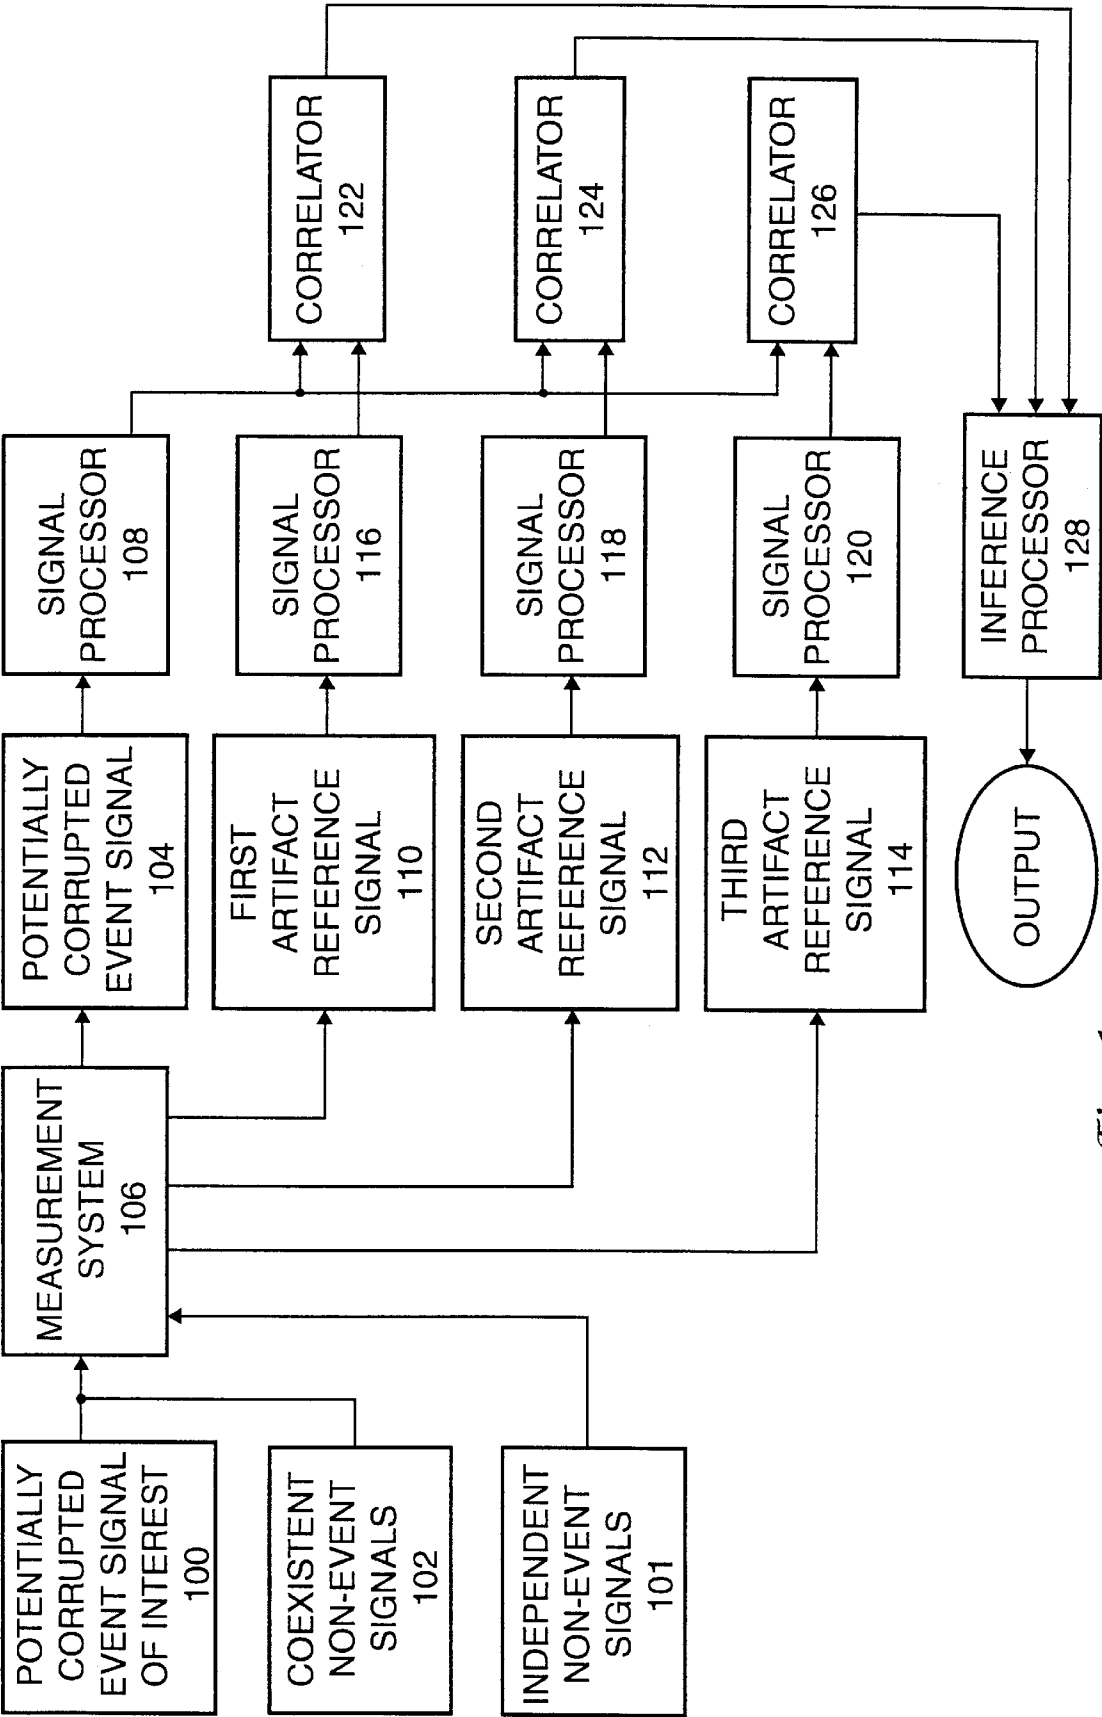 POTENTIALLY
CORRUPTED
EVENT SIGNAL
OF INTEREST
100
COEXISTENT
NON-EVENT
SIGNALS
102
INDEPENDENT
NON-EVENT
SIGNALS
101
MEASUREMENT
SYSTEM
106
POTENTIALLY
CORRUPTED
EVENT SIGNAL
104
FIRST
ARTIFACT
REFERENCE
SIGNAL
110
SECOND
ARTIFACT
REFERENCE
SIGNAL
112
THIRD
ARTIFACT
REFERENCE
SIGNAL
114
SIGNAL
PROCESSOR
108
SIGNAL
PROCESSOR
116
SIGNAL
PROCESSOR
118
SIGNAL
PROCESSOR
120
CORRELATOR
122
CORRELATOR
124
CORRELATOR
126
INFERENCE
PROCESSOR
128
OUTPUT